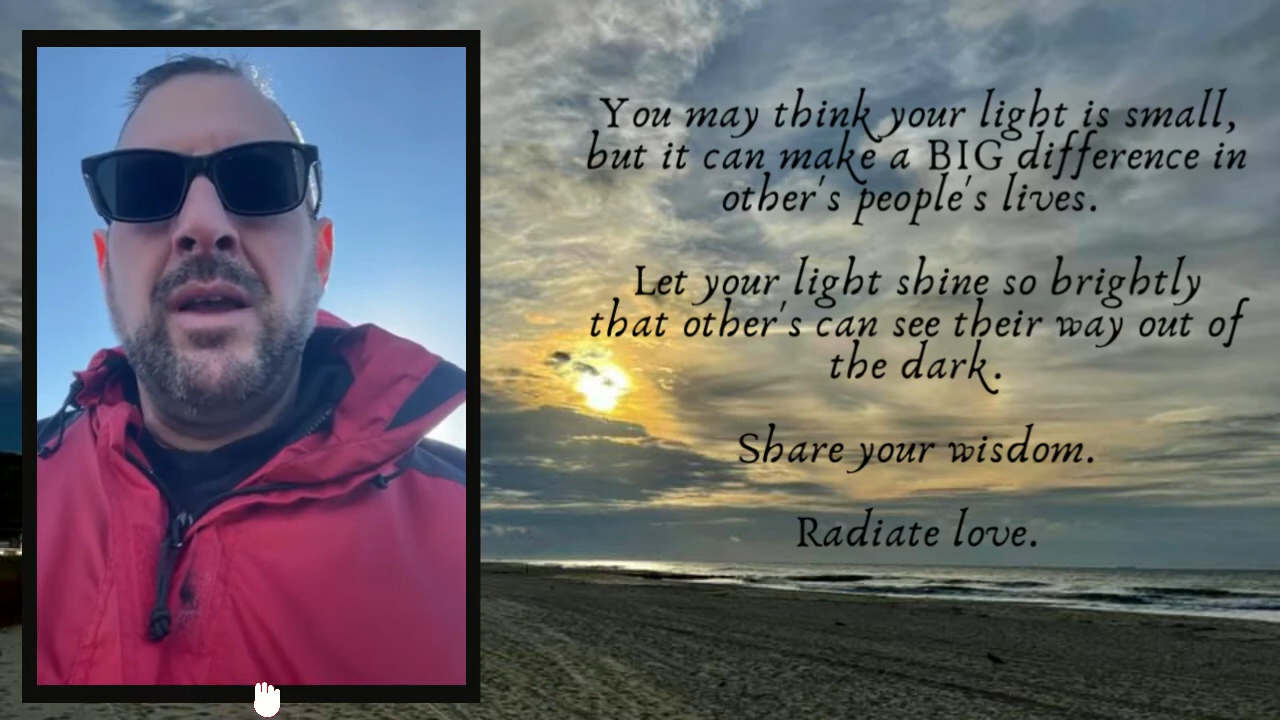 You may think your light is small,
but it can make a BIG difference in
other's people's lives.
Let your light shine so brightly
that other's can see their way out of
the dark.
Share your wisdom.
Radiate love.